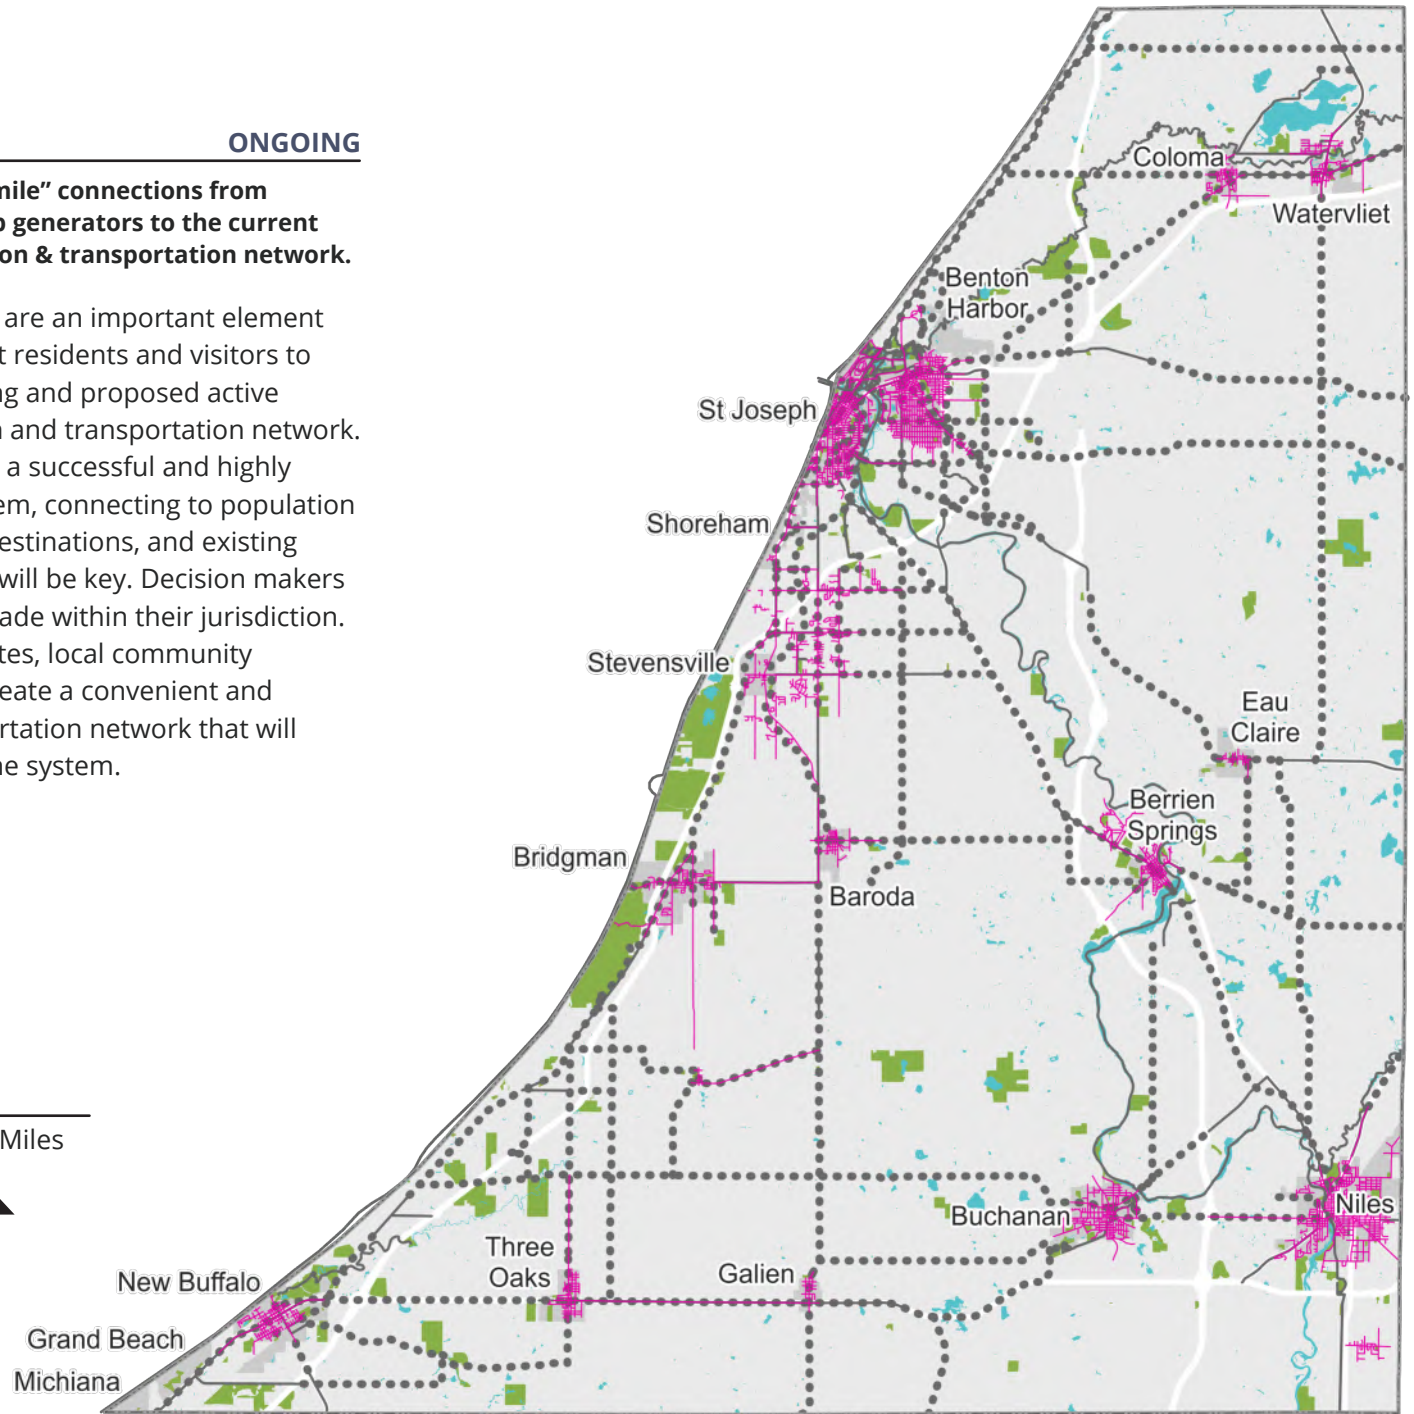 ONGOING
mile” connections from
generators to the current
on & transportation network.
are an important element
t residents and visitors to
ng and proposed active
and transportation network.
a successful and highly
em, connecting to population
estinations, and existing
will be key. Decision makers
ade within their jurisdiction.
tes, local community
eate a convenient and
rtation network that will
he system.
Miles
Coloma
Watervliet
Benton
Harbor
St Joseph
Shoreham
Stevensville
Eau
Claire
Berrien
Springs
Bridgman
Baroda
Buchanan
Niles
Three
Oaks
Galien
New Buffalo
Grand Beach
Michiana